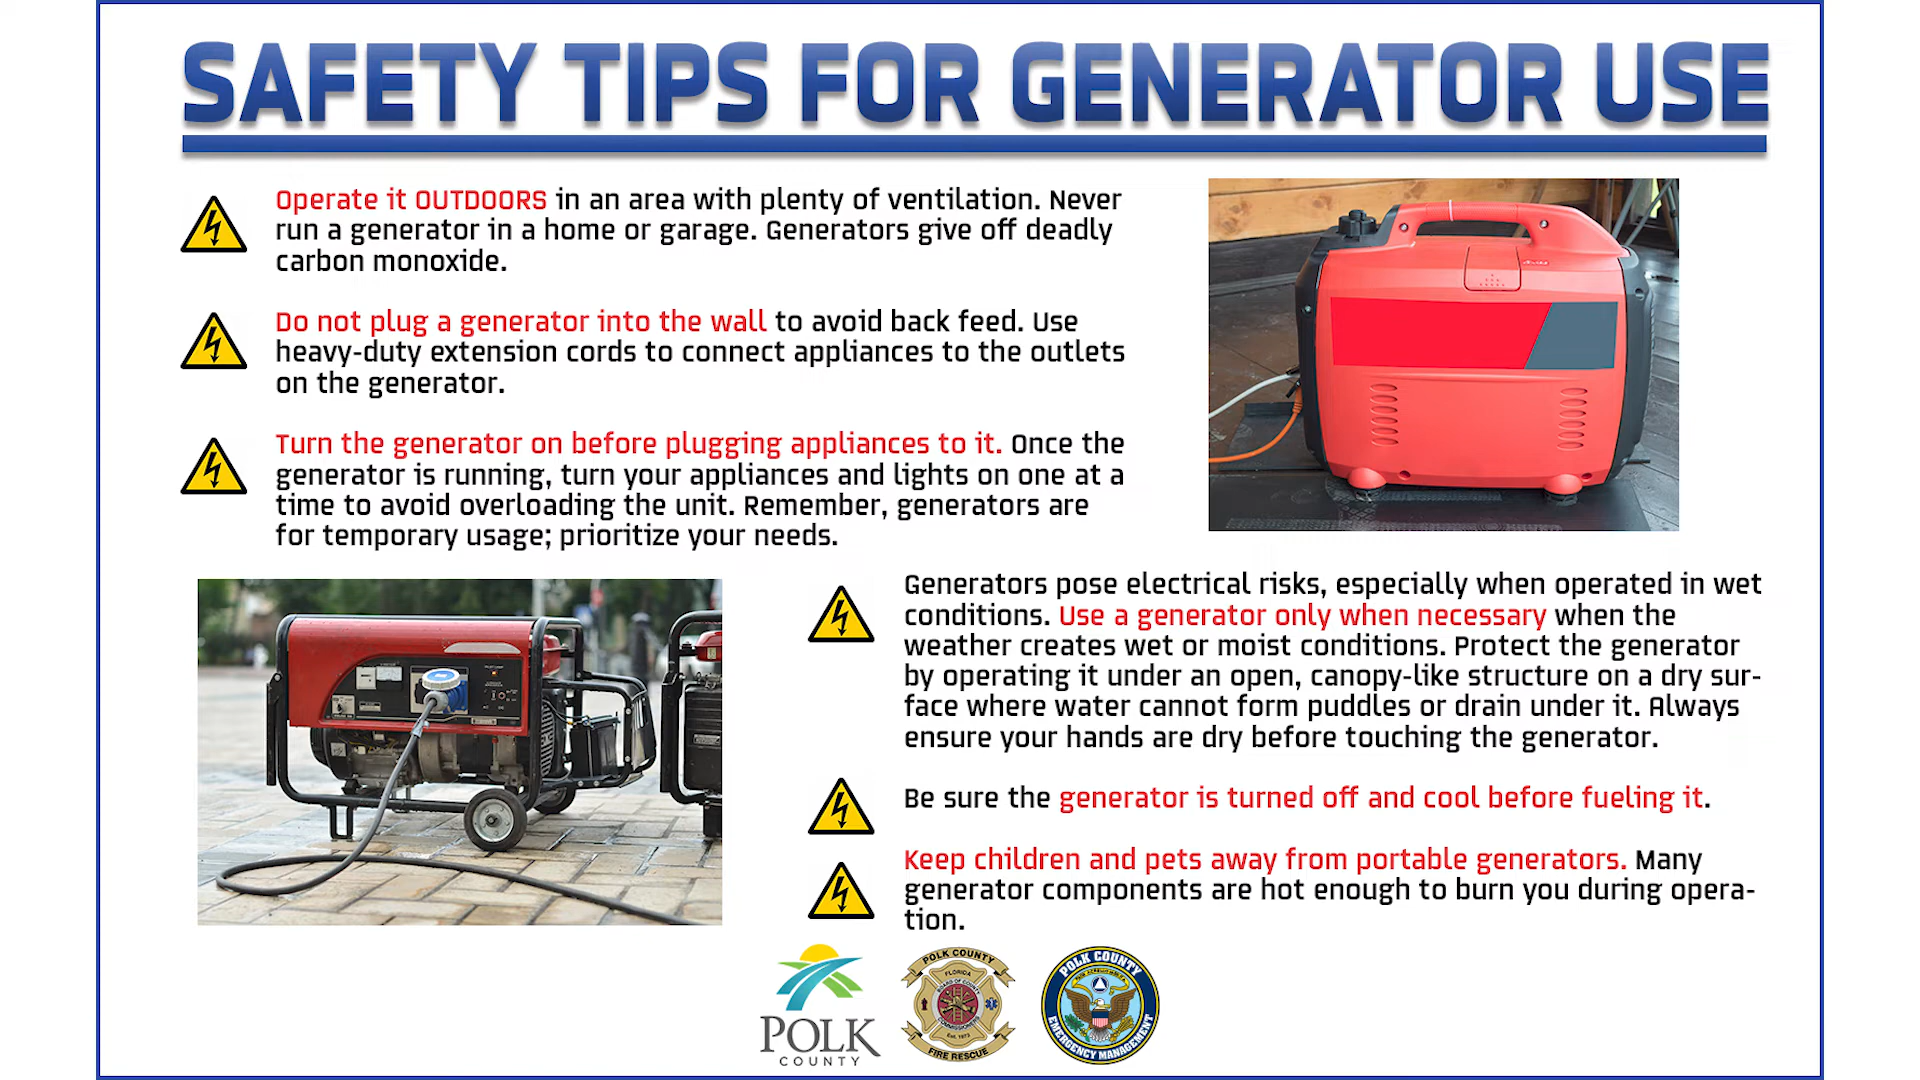 SAFETY TIPS FOR GENERATOR USE
Operate it OUTDOORS in an area with plenty of ventilation. Never
run a generator in a home or garage. Generators give off deadly
carbon monoxide.
Do not plug a generator into the wall to avoid back feed. Use
heavy-duty extension cords to connect appliances to the outlets
on the generator.
Turn the generator on before plugging appliances to it. Once the
generator is running, turn your appliances and lights on one at a
time to avoid overloading the unit. Remember, generators are
for temporary usage; prioritize your needs.
Generators pose electrical risks, especially when operated in wet
conditions. Use a generator only when necessary when the
weather creates wet or moist conditions. Protect the generator
by operating it under an open, canopy-like structure on a dry sur-
face where water cannot form puddles or drain under it. Always
ensure your hands are dry before touching the generator.
Be sure the generator is turned off and cool before fueling it.
Keep children and pets away from portable generators. Many
generator components are hot enough to burn you during opera-
tion.
POLK
COUNTY
POLK COUNTY
FLORIDA
BOARD OF COUNTY
COMMISSIONERS
FIRE RESCUE
POLK COUNTY
EMERGENCY MANAGEMENT